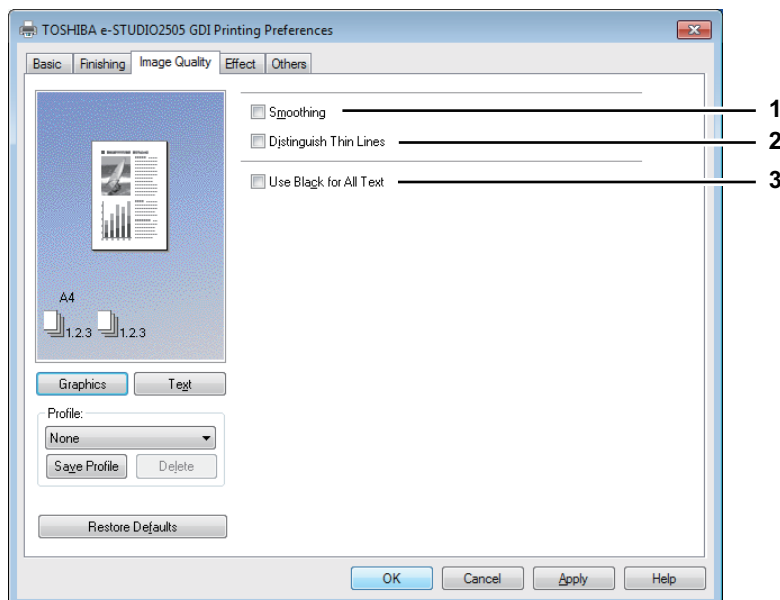 TOSHIBA e-STUDIO2505 GDI Printing Preferences
Basic Finishing Image Quality Effect Others
Smoothing 1
Distinguish Thin Lines 2
Use Black for All Text 3
A4
1.2.3 1.2.3
Graphics Text
Profile:
None
Save Profile Delete
Restore Defaults
OK Cancel Apply Help